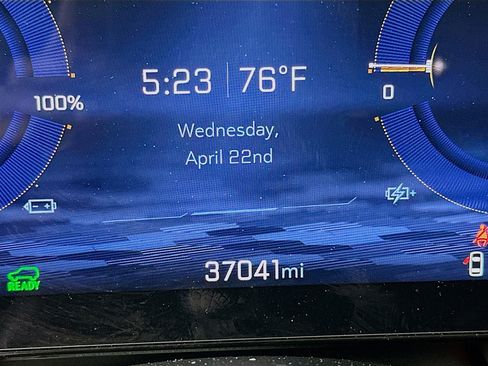 5:23 76°F
100%
0
Wednesday,
April 22nd
37041mi
READY